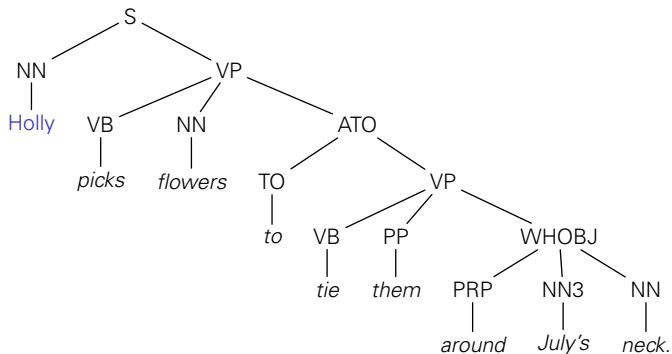 S
NN VP
Holly VB NN ATO
picks flowers TO VP
to VB PP WHOBJ
tie them PRP NN3 NN
around July's neck.